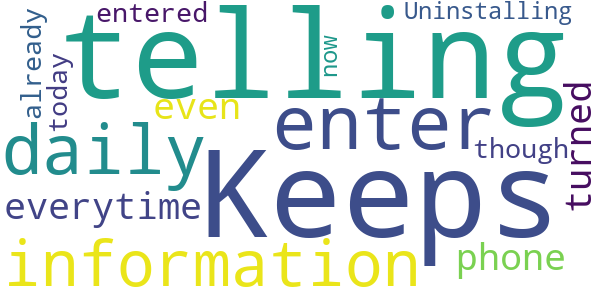 entered
Uninstalling
telling
already
now
today
even
enter
turned
daily
though
Keeps
everytime
information
phone